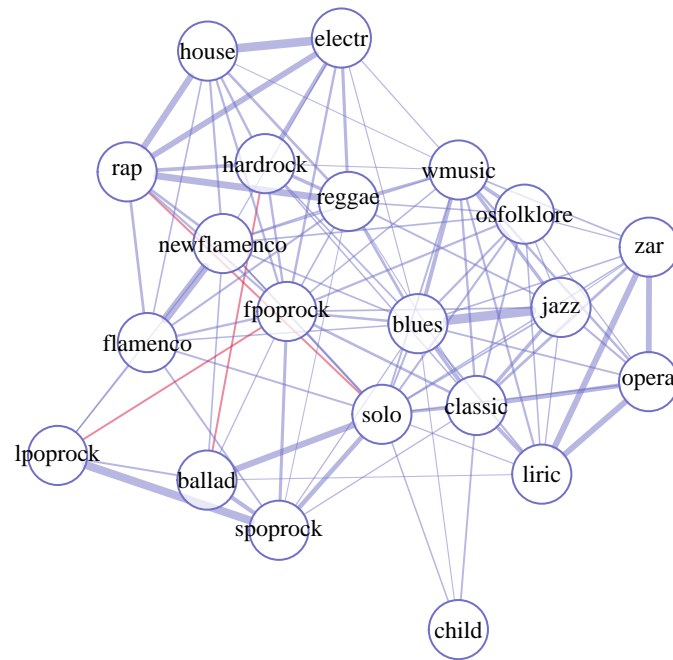 electr
house
hardrock
rap
wmusic
reggae
osfolklore
newflamenco
zar
fpoprock
jazz
blues
flamenco
opera
classic
solo
lpoprock
ballad
liric
spoprock
child